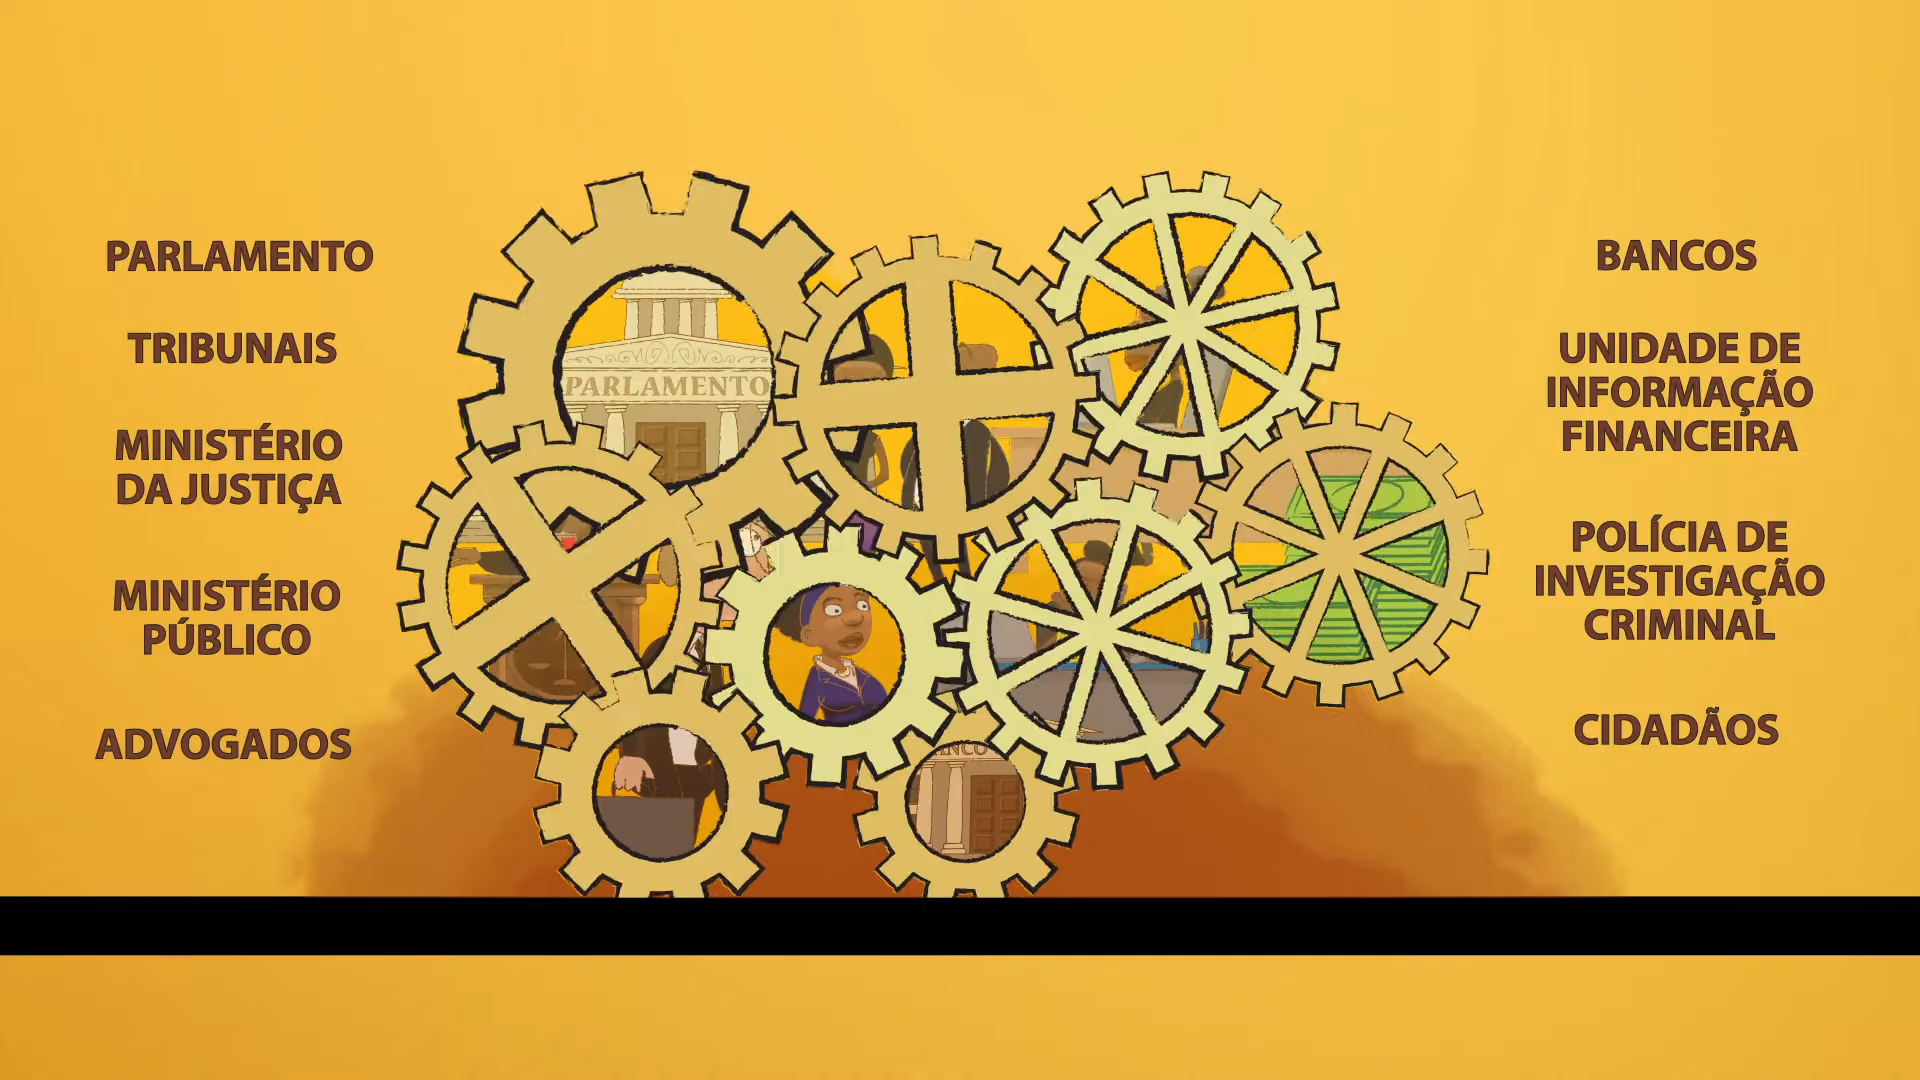 PARLAMENTO
TRIBUNAIS
MINISTÉRIO
DA JUSTIÇA
MINISTÉRIO
PÚBLICO
ADVOGADOS
PARLAMENTO
BANCOS
UNIDADE DE
INFORMAÇÃO
FINANCEIRA
POLÍCIA DE
INVESTIGAÇÃO
CRIMINAL
CIDADÃOS